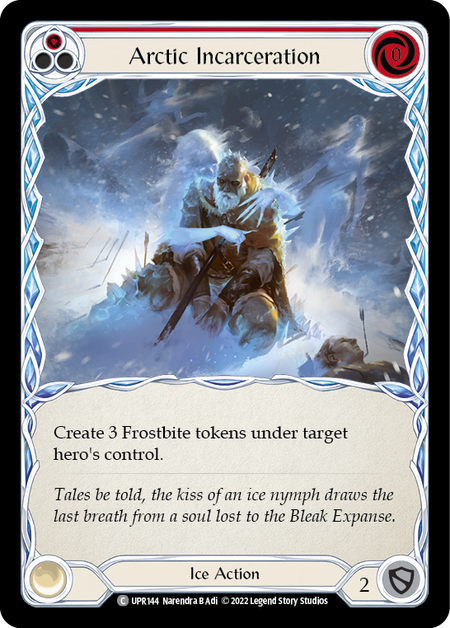 Arctic Incarceration
0
Create 3 Frostbite tokens under target
hero's control.
Tales be told, the kiss of an ice nymph draws the
last breath from a soul lost to the Bleak Expanse.
Ice Action
2
C UPR144 Narendra B Adi © 2022 Legend Story Studios